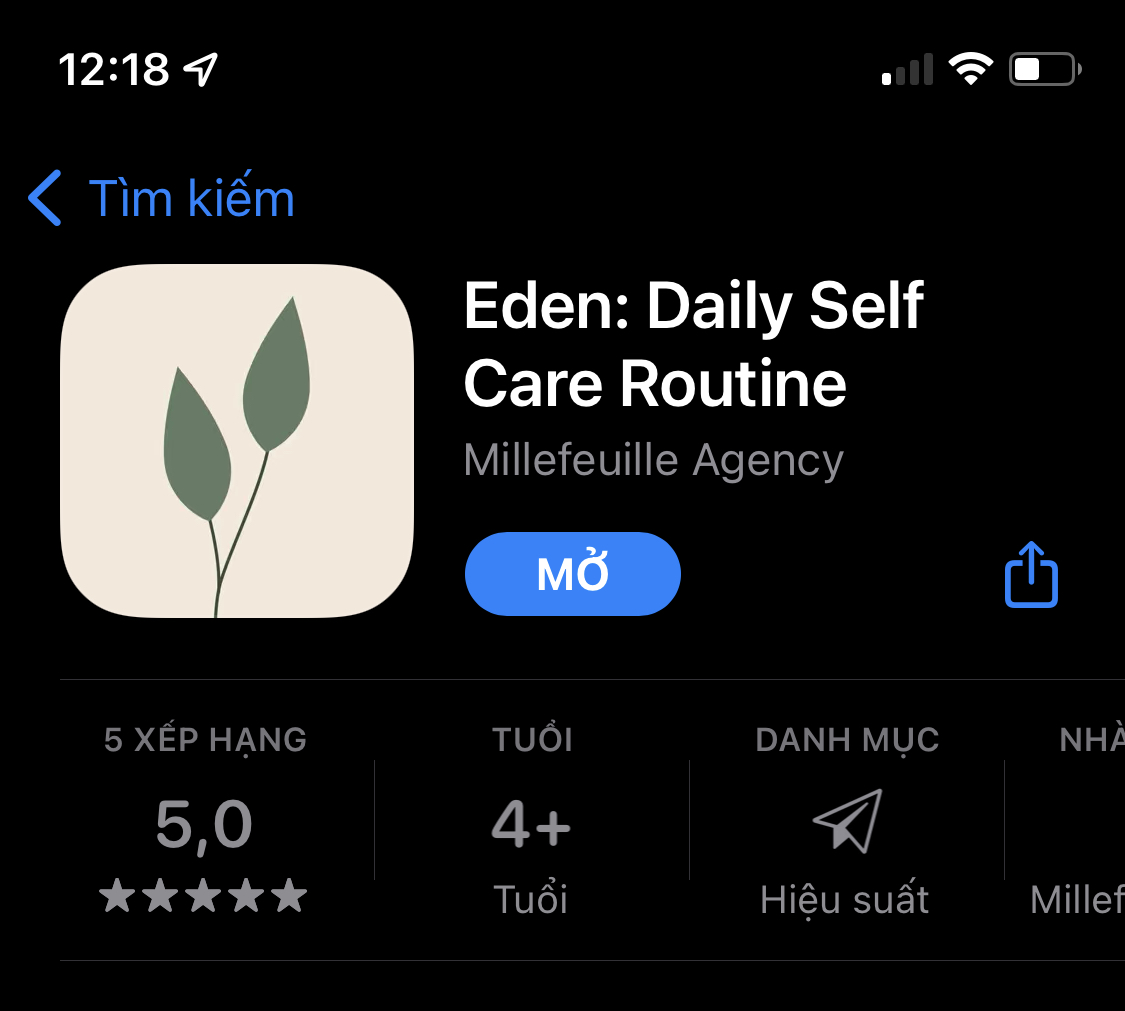 12:18
Tìm kiếm
Eden: Daily Self
Care Routine
Millefeuille Agency
MỞ
5 XẾP HẠNG
5,0
TUỔI
4+
Tuổi
DANH MỤC
Hiệu suất
NHÀ
Millef